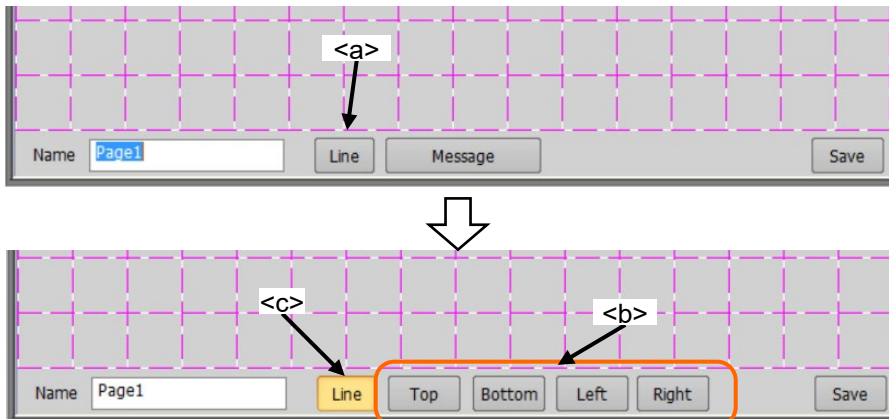 <a>
Name Page1 Line Message Save
<c> <b>
Name Page1 Line Top Bottom Left Right Save